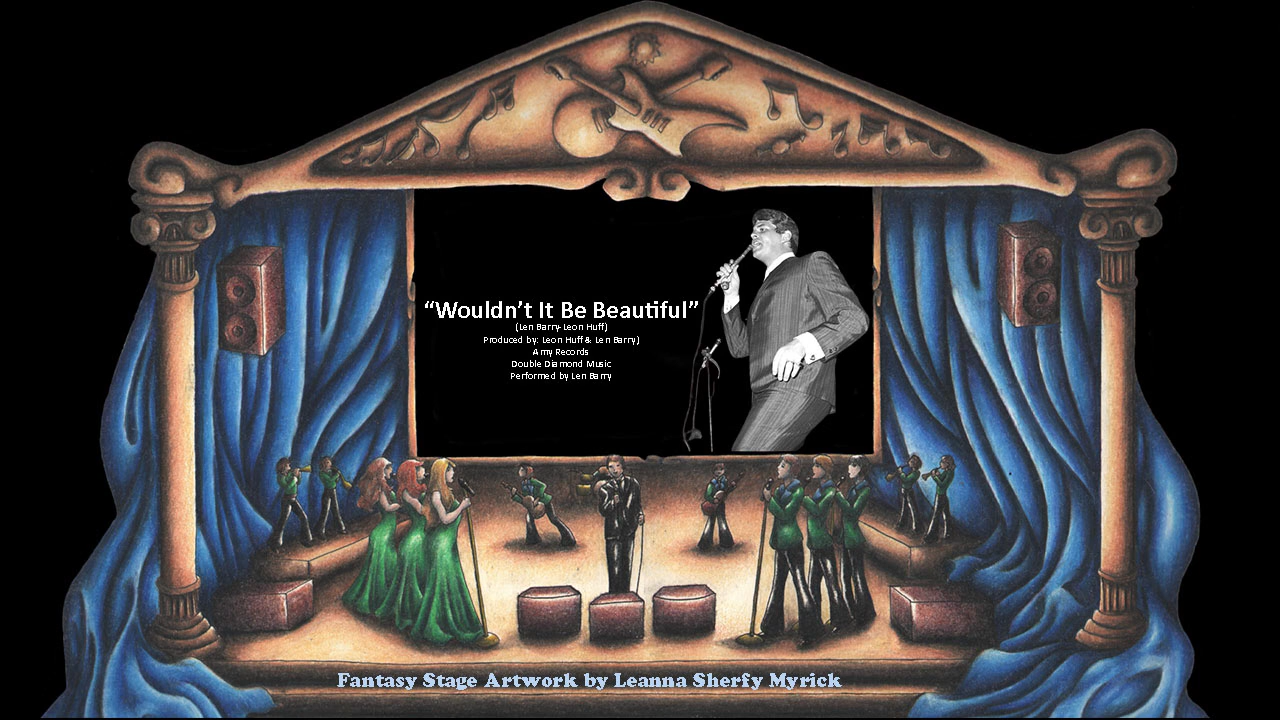 “Wouldn’t It Be Beautiful”
(Len Barry-Leon Huff)
Produced by: Leon Huff & Len Barry)
Amy Records
Double Diamond Music
Performed by Len Barry
Fantasy Stage Artwork by Leanna Sherfy Myrick